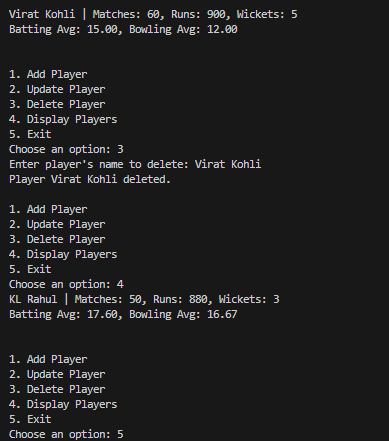 Virat Kohli | Matches: 60, Runs: 900, Wickets: 5
Batting Avg: 15.00, Bowling Avg: 12.00
1. Add Player
2. Update Player
3. Delete Player
4. Display Players
5. Exit
Choose an option: 3
Enter player's name to delete: Virat Kohli
Player Virat Kohli deleted.
1. Add Player
2. Update Player
3. Delete Player
4. Display Players
5. Exit
Choose an option: 4
KL Rahul | Matches: 50, Runs: 880, Wickets: 3
Batting Avg: 17.60, Bowling Avg: 16.67
1. Add Player
2. Update Player
3. Delete Player
4. Display Players
5. Exit
Choose an option: 5